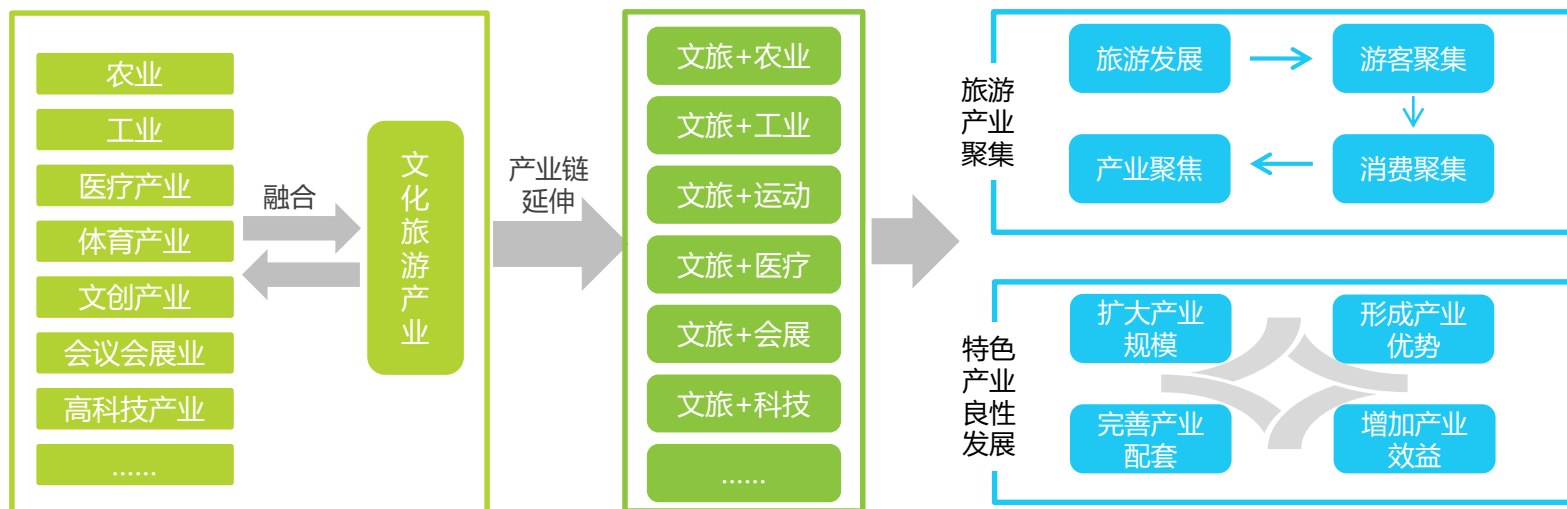 农业
工业
医疗产业
体育产业
文创产业
会议会展业
高科技产业
......
融合
文
化
旅
游
产
业
产业链
延伸
文旅+农业
文旅+工业
文旅+运动
文旅+医疗
文旅+会展
文旅+科技
......
旅游
产业
聚集
旅游发展
游客聚集
产业聚焦
消费聚集
特色
产业
良性
发展
扩大产业
规模
形成产业
优势
完善产业
配套
增加产业
效益